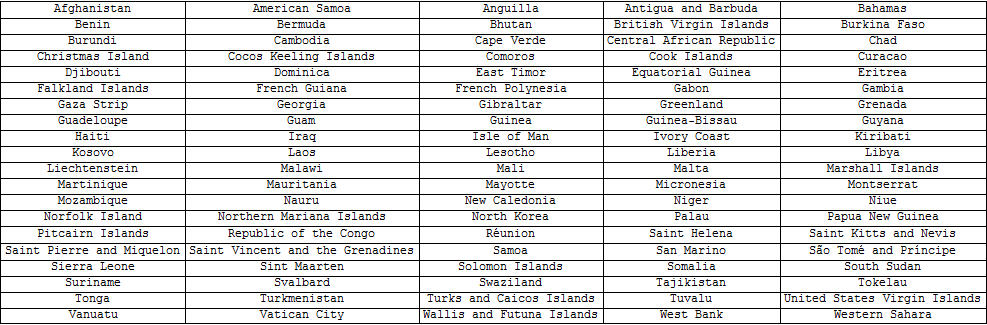 Afghanistan American Samoa Anguilla Antigua and Barbuda Bahamas
Benin Bermuda Bhutan British Virgin Islands Burkina Faso
Burundi Cambodia Cape Verde Central African Republic Chad
Christmas Island Cocos Keeling Islands Comoros Cook Islands Curacao
Djibouti Dominica East Timor Equatorial Guinea Eritrea
Falkland Islands French Guiana French Polynesia Gabon Gambia
Gaza Strip Georgia Gibraltar Greenland Grenada
Guadeloupe Guam Guinea Guinea-Bissau Guyana
Haiti Iraq Isle of Man Ivory Coast Kiribati
Kosovo Laos Lesotho Liberia Libya
Liechtenstein Malawi Mali Malta Marshall Islands
Martinique Mauritania Mayotte Micronesia Montserrat
Mozambique Nauru New Caledonia Niger Niue
Norfolk Island Northern Mariana Islands North Korea Palau Papua New Guinea
Pitcairn Islands Republic of the Congo Réunion Saint Helena Saint Kitts and Nevis
Saint Pierre and Miquelon Saint Vincent and the Grenadines Samoa San Marino São Tomé and Príncipe
Sierra Leone Sint Maarten Solomon Islands Somalia South Sudan
Suriname Svalbard Swaziland Tajikistan Tokelau
Tonga Turkmenistan Turks and Caicos Islands Tuvalu United States Virgin Islands
Vanuatu Vatican City Wallis and Futuna Islands West Bank Western Sahara